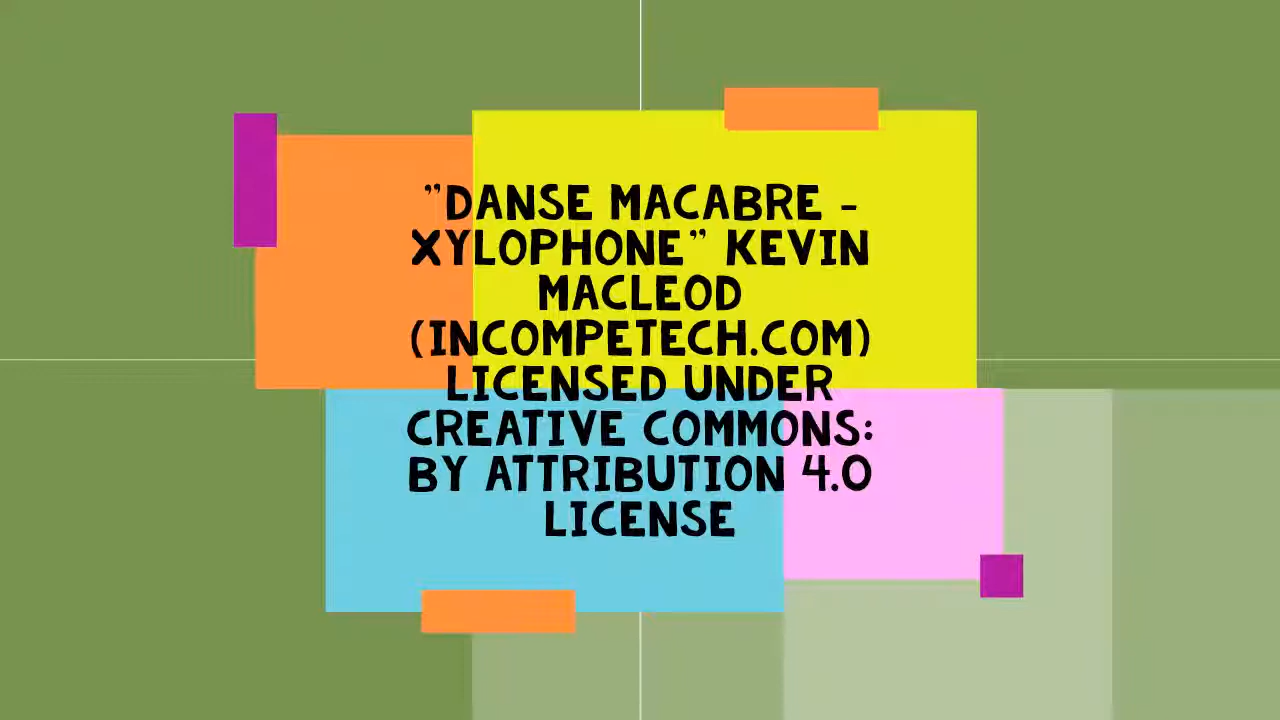 "DANSE MACABRE -
XYLOPHONE" KEVIN
MACLEOD
(INCOMPETECH.COM)
LICENSED UNDER
CREATIVE COMMONS:
BY ATTRIBUTION 4.0
LICENSE